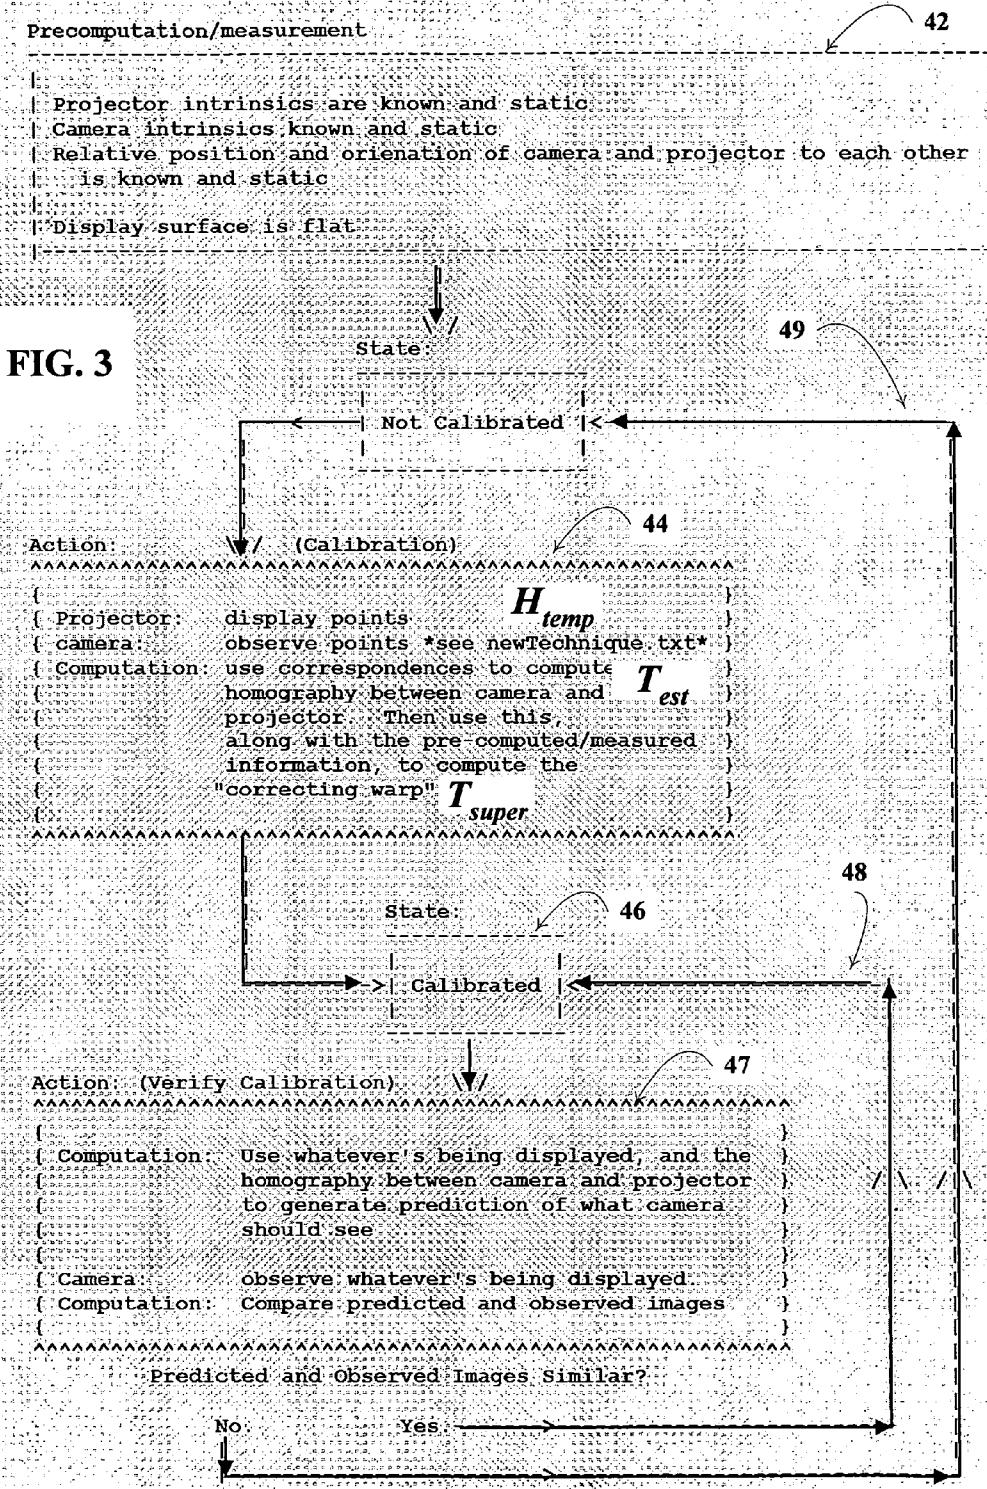 42
Precomputation/measurement
Projector intrinsics are known and static
Camera intrinsics known and static
Relative position and orienation of camera and projector to each other
is known and static
Display surface is flat
FIG. 3
State:
49
Not Calibrated
44
Action: (Calibration)
Projector: display points H_temp
camera: observe points *see newTechnique.txt*
Computation: use correspondences to compute
homography between camera and T_est
projector. Then use this,
along with the pre-computed/measured
information, to compute the
"correcting warp" T_super
48
State:
46
Calibrated
47
Action: (Verify Calibration)
Computation: Use whatever's being displayed, and the
homography between camera and projector
to generate prediction of what camera
should see
Camera: observe whatever's being displayed.
Computation: Compare predicted and observed images
Predicted and Observed Images Similar?
No. Yes.